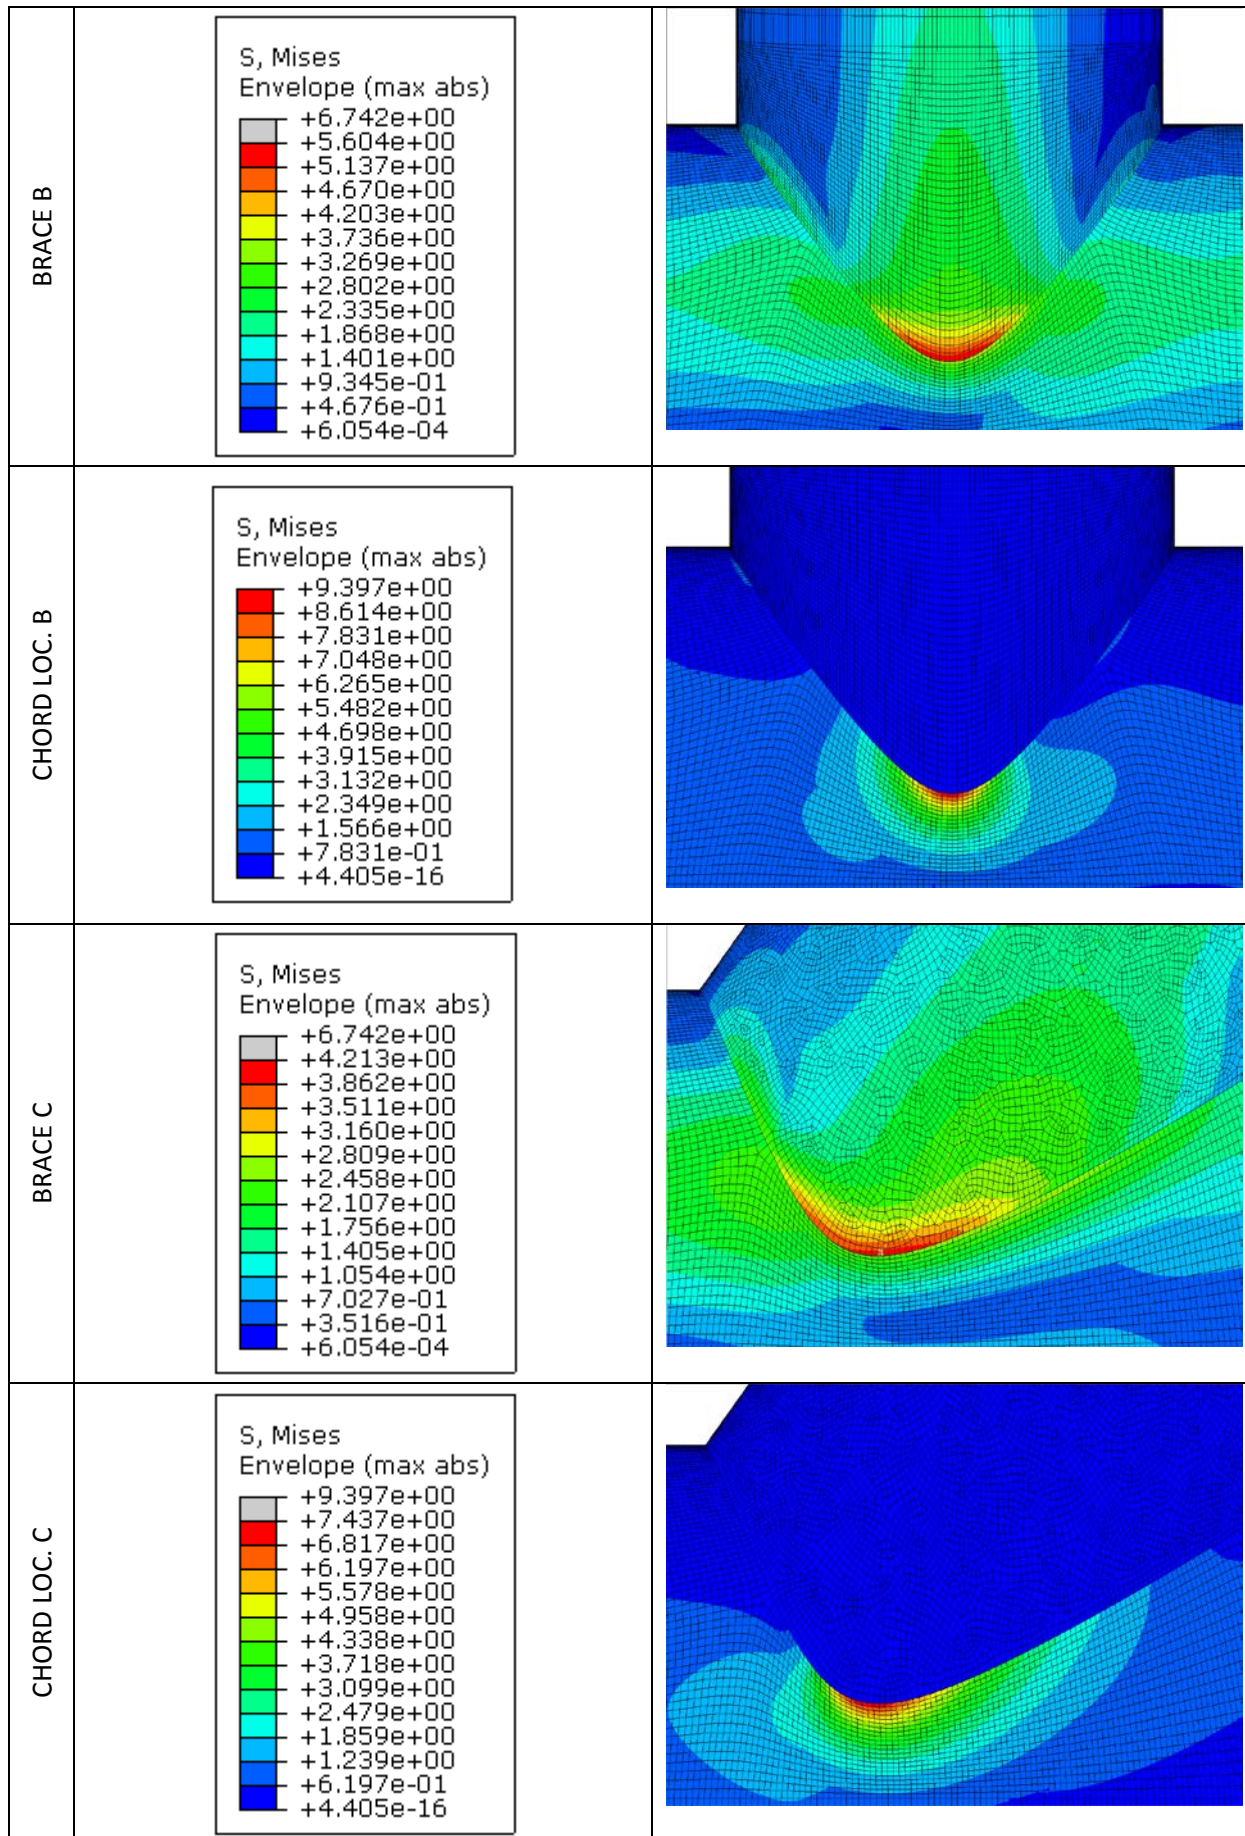 BRACE B
S, Mises
Envelope (max abs)
+6.742e+00
+5.604e+00
+5.137e+00
+4.670e+00
+4.203e+00
+3.736e+00
+3.269e+00
+2.802e+00
+2.335e+00
+1.868e+00
+1.401e+00
+9.345e-01
+4.676e-01
+6.054e-04
CHORD LOC. B
S, Mises
Envelope (max abs)
+9.397e+00
+8.614e+00
+7.831e+00
+7.048e+00
+6.265e+00
+5.482e+00
+4.698e+00
+3.915e+00
+3.132e+00
+2.349e+00
+1.566e+00
+7.831e-01
+4.405e-16
BRACE C
S, Mises
Envelope (max abs)
+6.742e+00
+4.213e+00
+3.862e+00
+3.511e+00
+3.160e+00
+2.809e+00
+2.458e+00
+2.107e+00
+1.756e+00
+1.405e+00
+1.054e+00
+7.027e-01
+3.516e-01
+6.054e-04
CHORD LOC. C
S, Mises
Envelope (max abs)
+9.397e+00
+7.437e+00
+6.817e+00
+6.197e+00
+5.578e+00
+4.958e+00
+4.338e+00
+3.718e+00
+3.099e+00
+2.479e+00
+1.859e+00
+1.239e+00
+6.197e-01
+4.405e-16